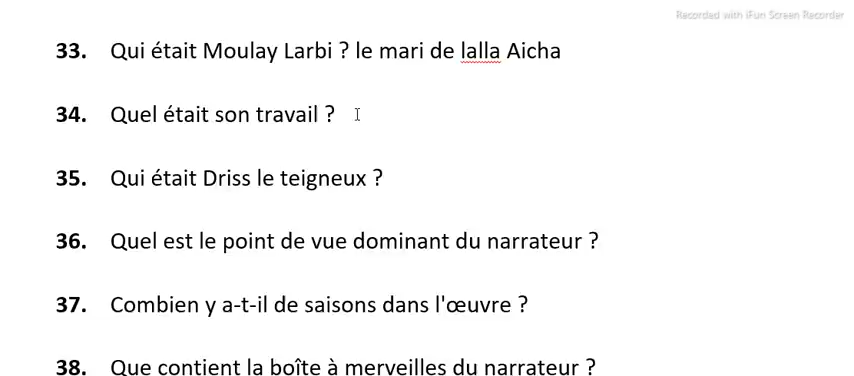 Recorded with iFun Screen Recorder
33. Qui était Moulay Larbi ? le mari de lalla Aicha
34. Quel était son travail ?
35. Qui était Driss le teigneux ?
36. Quel est le point de vue dominant du narrateur ?
37. Combien y a-t-il de saisons dans l'œuvre ?
38. Que contient la boîte à merveilles du narrateur ?